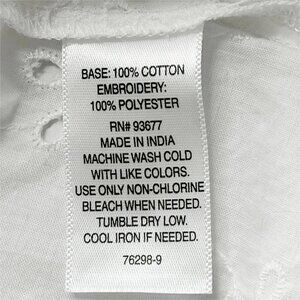 BASE: 100% COTTON
EMBROIDERY:
100% POLYESTER
RN# 93677
MADE IN INDIA
MACHINE WASH COLD
WITH LIKE COLORS.
USE ONLY NON-CHLORINE
BLEACH WHEN NEEDED.
TUMBLE DRY LOW.
COOL IRON IF NEEDED.
76298-9